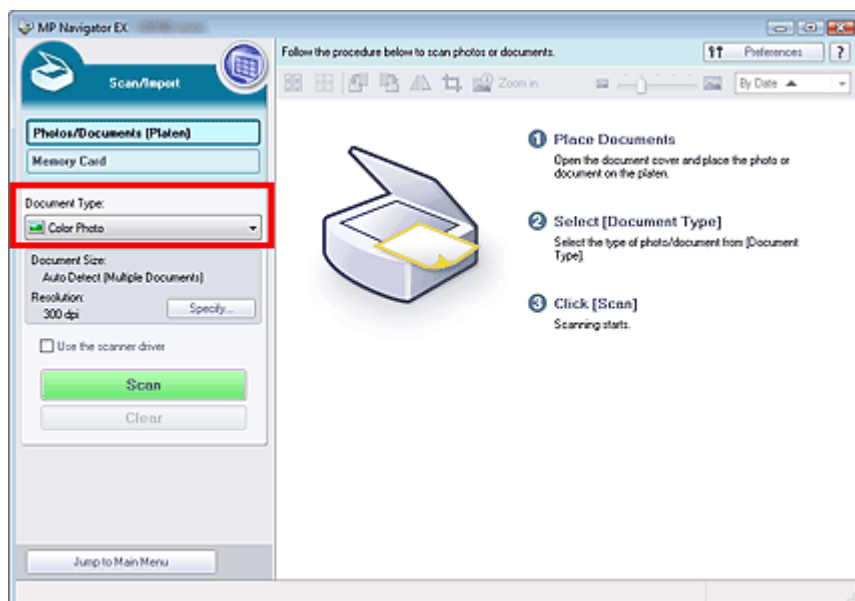 MP Navigator EX
Scan/Import
Photos/Documents (Platen)
Memory Card
Document Type:
Color Photo
Document Size:
Auto Detect (Multiple Documents)
Resolution:
300 dpi
Specify...
Use the scanner driver
Scan
Clear
Jump to Main Menu
Follow the procedure below to scan photos or documents.
Preferences
?
Zoom in
By Date
1 Place Documents
Open the document cover and place the photo or
document on the platen.
2 Select [Document Type]
Select the type of photo/document from [Document
Type].
3 Click [Scan]
Scanning starts.